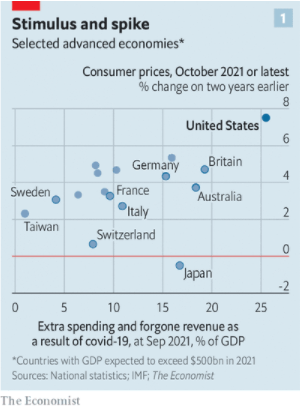 Stimulus and spike
1
Selected advanced economies*
Consumer prices, October 2021 or latest
% change on two years earlier
8
United States
6
Germany
Britain
4
Sweden
France
Australia
Italy
2
Taiwan
Switzerland
0
Japan
-2
0 5 10 15 20 25
Extra spending and forgone revenue as
a result of covid-19, at Sep 2021, % of GDP
*Countries with GDP expected to exceed $500bn in 2021
Sources: National statistics; IMF; The Economist
The Economist